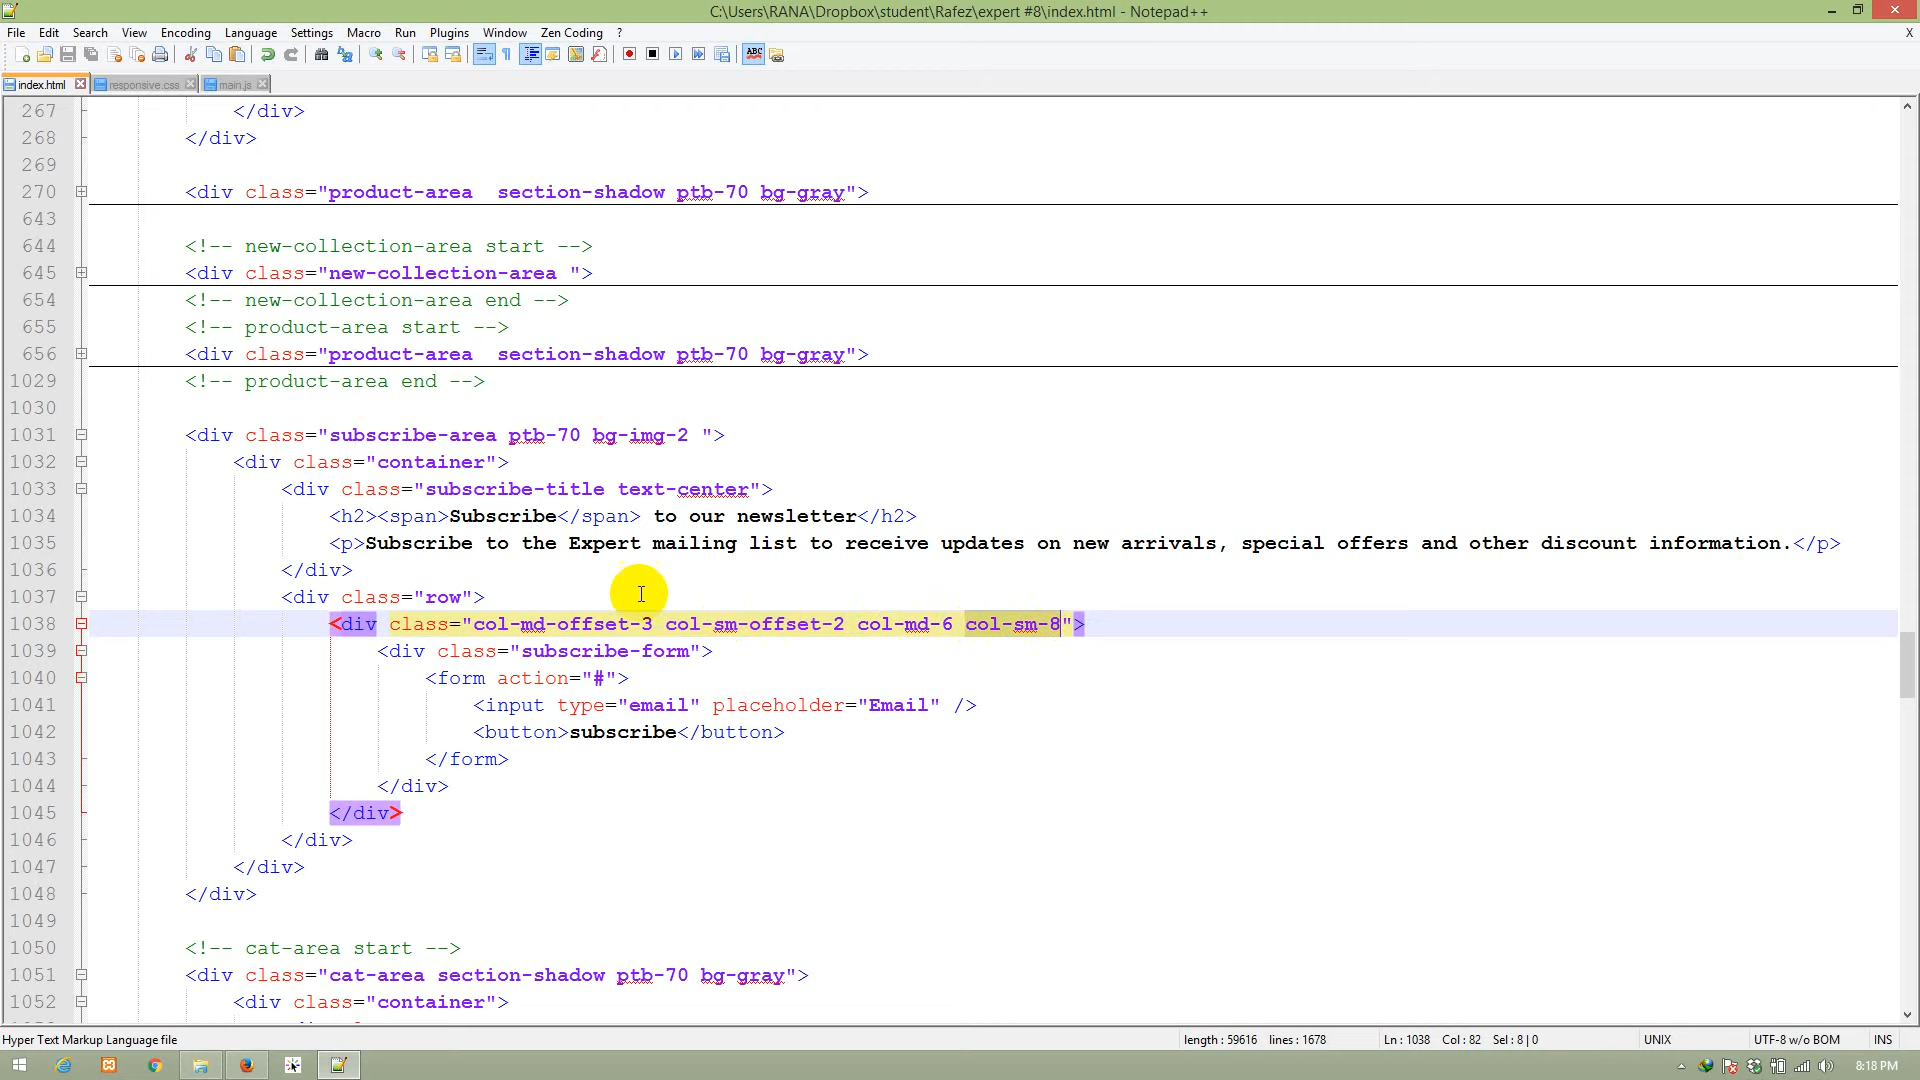 C:\Users\RANA\Dropbox\student\Rafez\expert #8\index.html - Notepad++
File Edit Search View Encoding Language Settings Macro Run Plugins Window Zen Coding ? X
ABC
index.html responsive.css main.js
267 </div>
268 </div>
269
270 <div class="product-area  section-shadow ptb-70 bg-gray">
643
644 <!-- new-collection-area start -->
645 <div class="new-collection-area ">
654 <!-- new-collection-area end -->
655 <!-- product-area start -->
656 <div class="product-area  section-shadow ptb-70 bg-gray">
1029 <!-- product-area end -->
1030
1031 <div class="subscribe-area ptb-70 bg-img-2 ">
1032 <div class="container">
1033 <div class="subscribe-title text-center">
1034 <h2><span>Subscribe</span> to our newsletter</h2>
1035 <p>Subscribe to the Expert mailing list to receive updates on new arrivals, special offers and other discount information.</p>
1036 </div>
1037 <div class="row">
1038 <div class="col-md-offset-3 col-sm-offset-2 col-md-6 col-sm-8">
1039 <div class="subscribe-form">
1040 <form action="#">
1041 <input type="email" placeholder="Email" />
1042 <button>subscribe</button>
1043 </form>
1044 </div>
1045 </div>
1046 </div>
1047 </div>
1048 </div>
1049
1050 <!-- cat-area start -->
1051 <div class="cat-area section-shadow ptb-70 bg-gray">
1052 <div class="container">
Hyper Text Markup Language file length : 59616 lines : 1678 Ln : 1038 Col : 82 Sel : 8 | 0 UNIX UTF-8 w/o BOM INS
8:18 PM